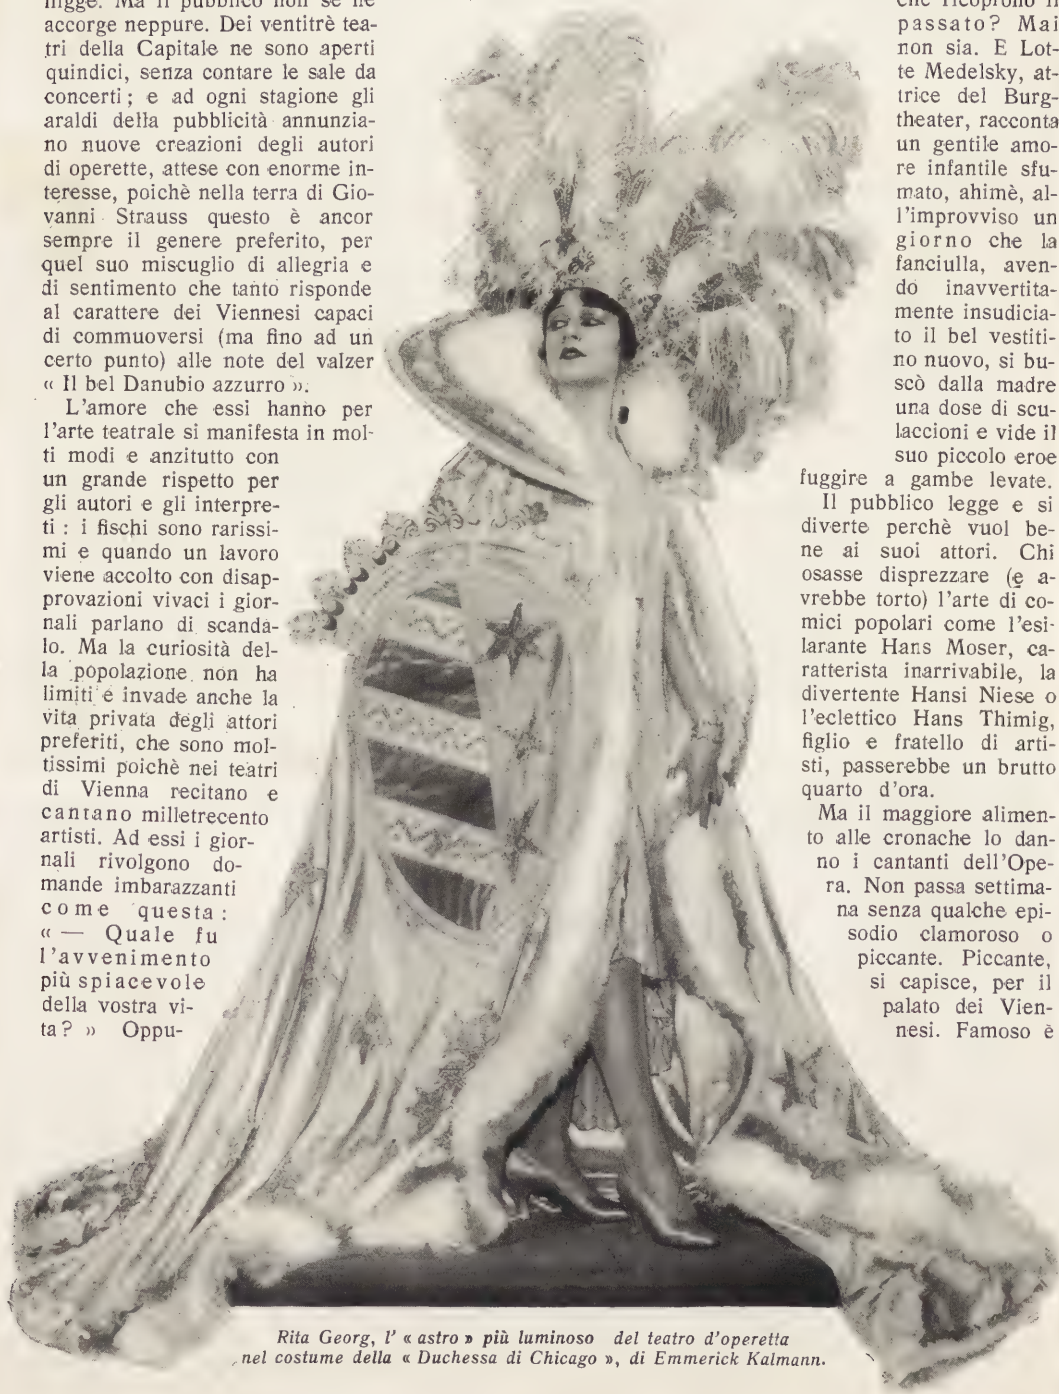 accorge neppure. Dei ventitrè tea-
tri della Capitale ne sono aperti
quindici, senza contare le sale da
concerti; e ad ogni stagione gli
araldi della pubblicità annunzia-
no nuove creazioni degli autori
di operette, attese con enorme in-
teresse, poichè nella terra di Gio-
vanni Strauss questo è ancor
sempre il genere preferito, per
quel suo miscuglio di allegria e
di sentimento che tanto risponde
al carattere dei Viennesi capaci
di commuoversi (ma fino ad un
certo punto) alle note del valzer
« Il bel Danubio azzurro ».
L'amore che essi hanno per
l'arte teatrale si manifesta in mol-
ti modi e anzitutto con
un grande rispetto per
gli autori e gli interpre-
ti : i fischi sono rarissi-
mi e quando un lavoro
viene accolto con disap-
provazioni vivaci i gior-
nali parlano di scanda-
lo. Ma la curiosità del-
la popolazione non ha
limiti e invade anche la
vita privata degli attori
preferiti, che sono mol-
tissimi poichè nei teatri
di Vienna recitano e
cantano milletrecento
artisti. Ad essi i gior-
nali rivolgono do-
mande imbarazzanti
come questa :
« — Quale fu
l'avvenimento
più spiacevole
della vostra vi-
ta? » Oppu-
passato? Mai
non sia. E Lot-
te Medelsky, at-
trice del Burg-
theater, racconta
un gentile amo-
re infantile sfu-
mato, ahimè, al-
l'improvviso un
giorno che la
fanciulla, aven-
do inavvertita-
mente insudicia-
to il bel vestiti-
no nuovo, si bu-
scò dalla madre
una dose di scu-
laccioni e vide il
suo piccolo eroe
fuggire a gambe levate.
Il pubblico legge e si
diverte perchè vuol be-
ne ai suoi attori. Chi
osasse disprezzare (e a-
vrebbe torto) l'arte di co-
mici popolari come l'esi-
larante Hans Moser, ca-
ratterista inarrivabile, la
divertente Hansi Niese o
l'eclettico Hans Thimig,
figlio e fratello di arti-
sti, passerebbe un brutto
quarto d'ora.
Ma il maggiore alimen-
to alle cronache lo dan-
no i cantanti dell'Ope-
ra. Non passa settima-
na senza qualche epi-
sodio clamoroso o
piccante. Piccante,
si capisce, per il
palato dei Vien-
nesi. Famoso è
Rita Georg, l' « astro » più luminoso del teatro d'operetta
nel costume della « Duchessa di Chicago », di Emmerick Kalmann.